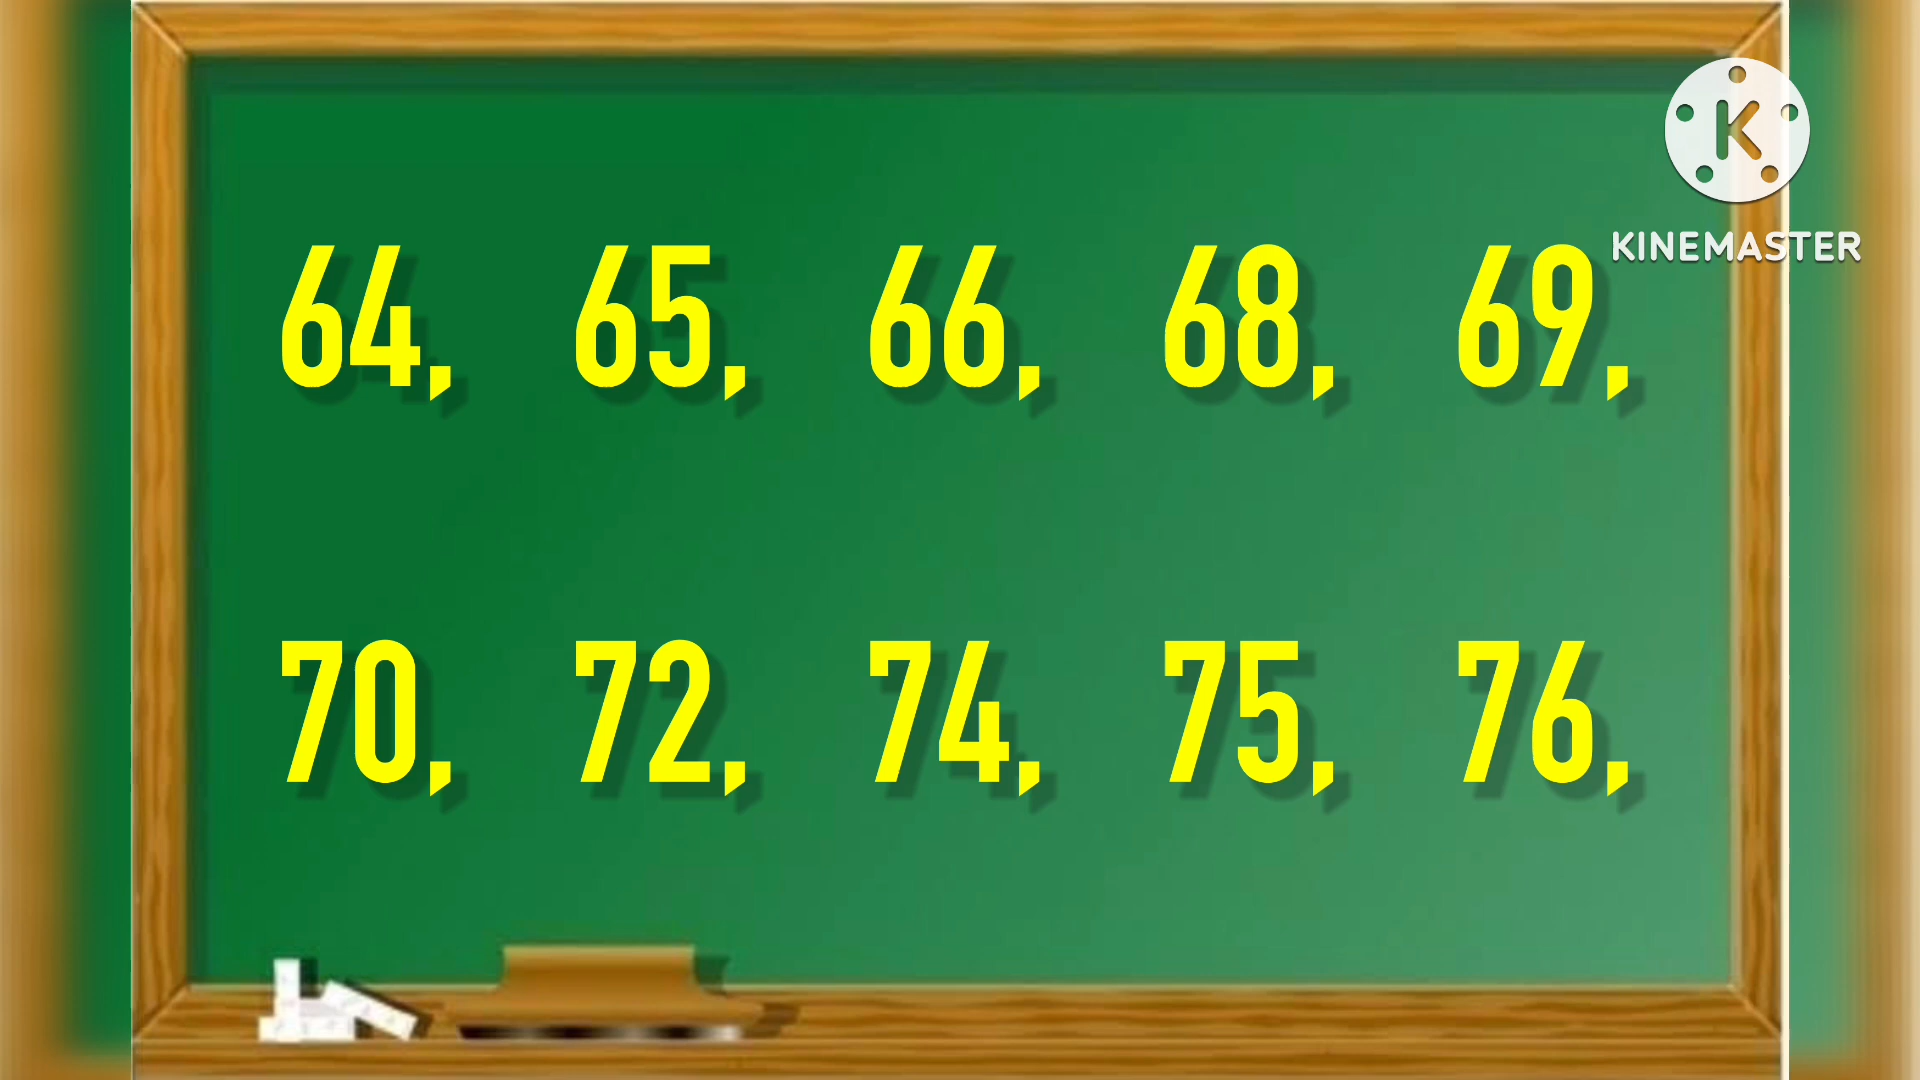 64, 65, 66, 68, 69,
70, 72, 74, 75, 76,
K
KINEMASTER